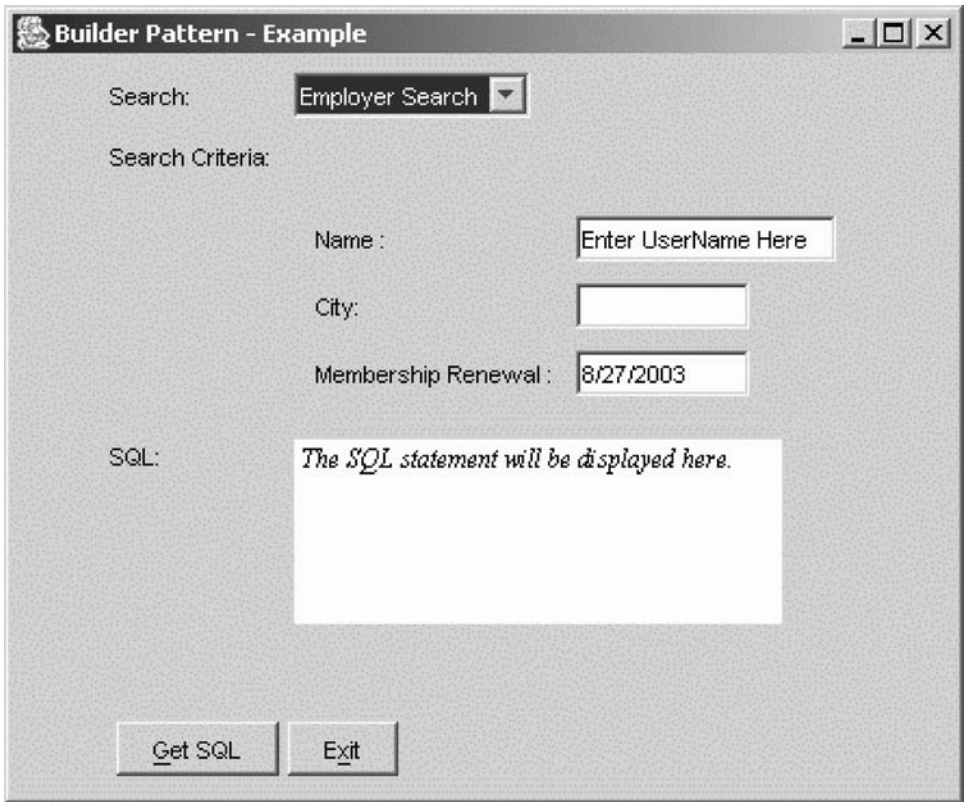 Builder Pattern - Example
Search: Employer Search
Search Criteria:
Name : Enter UserName Here
City:
Membership Renewal : 8/27/2003
SQL: The SQL statement will be displayed here.
Get SQL Exit